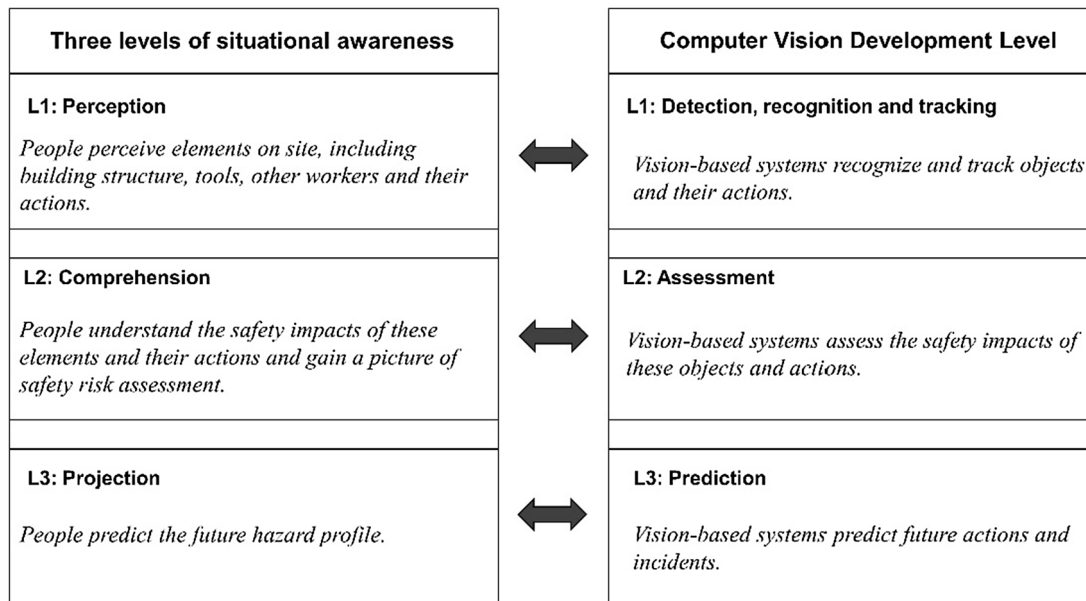 Three levels of situational awareness
L1: Perception
People perceive elements on site, including
building structure, tools, other workers and their
actions.
L2: Comprehension
People understand the safety impacts of these
elements and their actions and gain a picture of
safety risk assessment.
L3: Projection
People predict the future hazard profile.
Computer Vision Development Level
L1: Detection, recognition and tracking
Vision-based systems recognize and track objects
and their actions.
L2: Assessment
Vision-based systems assess the safety impacts of
these objects and actions.
L3: Prediction
Vision-based systems predict future actions and
incidents.